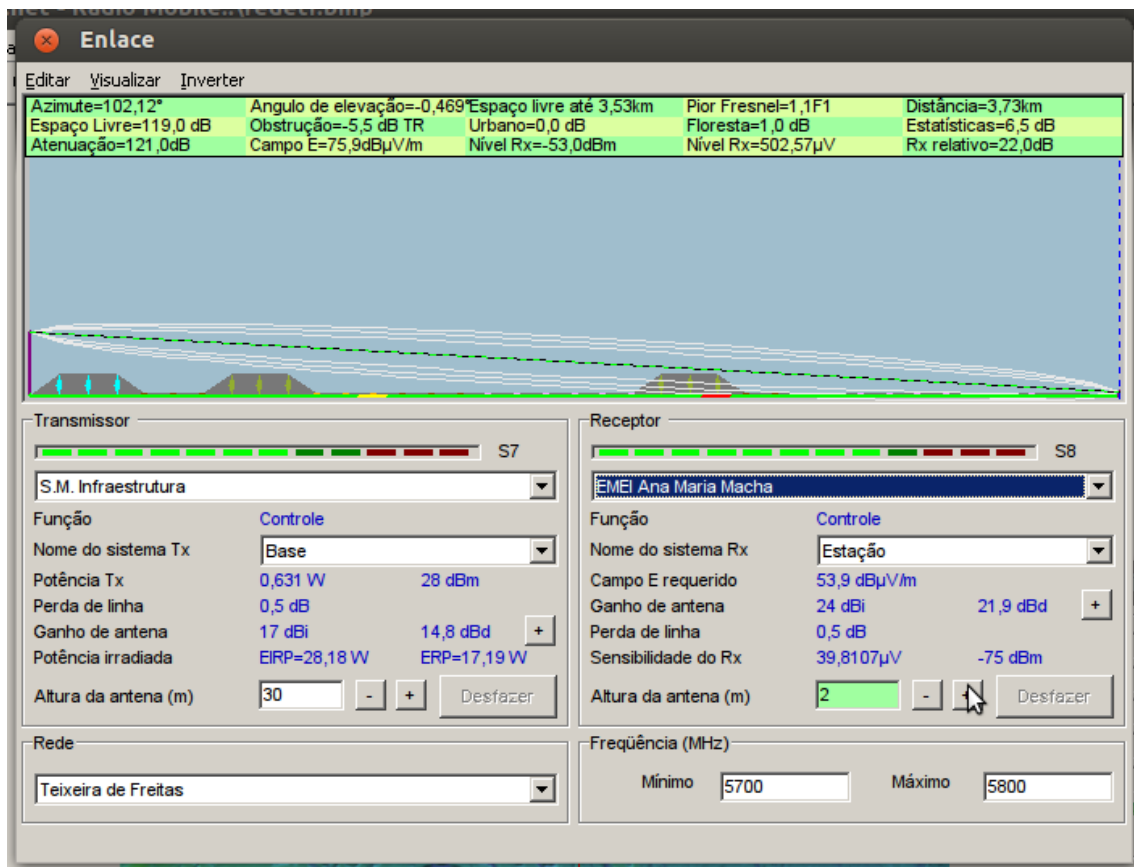 Enlace
Editar Visualizar Inverter
Azimute=102,12° Angulo de elevação=-0,469° Espaço livre até 3,53km Pior Fresnel=1,1F1 Distância=3,73km
Espaço Livre=119,0 dB Obstrução=-5,5 dB TR Urbano=0,0 dB Floresta=1,0 dB Estatísticas=6,5 dB
Atenuação=121,0dB Campo E=75,9dBµV/m Nível Rx=-53,0dBm Nível Rx=502,57µV Rx relativo=22,0dB
Transmissor
S7
S.M. Infraestrutura
Função Controle
Nome do sistema Tx Base
Potência Tx 0,631 W 28 dBm
Perda de linha 0,5 dB
Ganho de antena 17 dBi 14,8 dBd +
Potência irradiada EIRP=28,18 W ERP=17,19 W
Altura da antena (m) 30 - + Desfazer
Receptor
S8
EMEI Ana Maria Macha
Função Controle
Nome do sistema Rx Estação
Campo E requerido 53,9 dBµV/m
Ganho de antena 24 dBi 21,9 dBd +
Perda de linha 0,5 dB
Sensibilidade do Rx 39,8107µV -75 dBm
Altura da antena (m) 2 - + Desfazer
Rede
Teixeira de Freitas
Freqüência (MHz)
Mínimo 5700 Máximo 5800